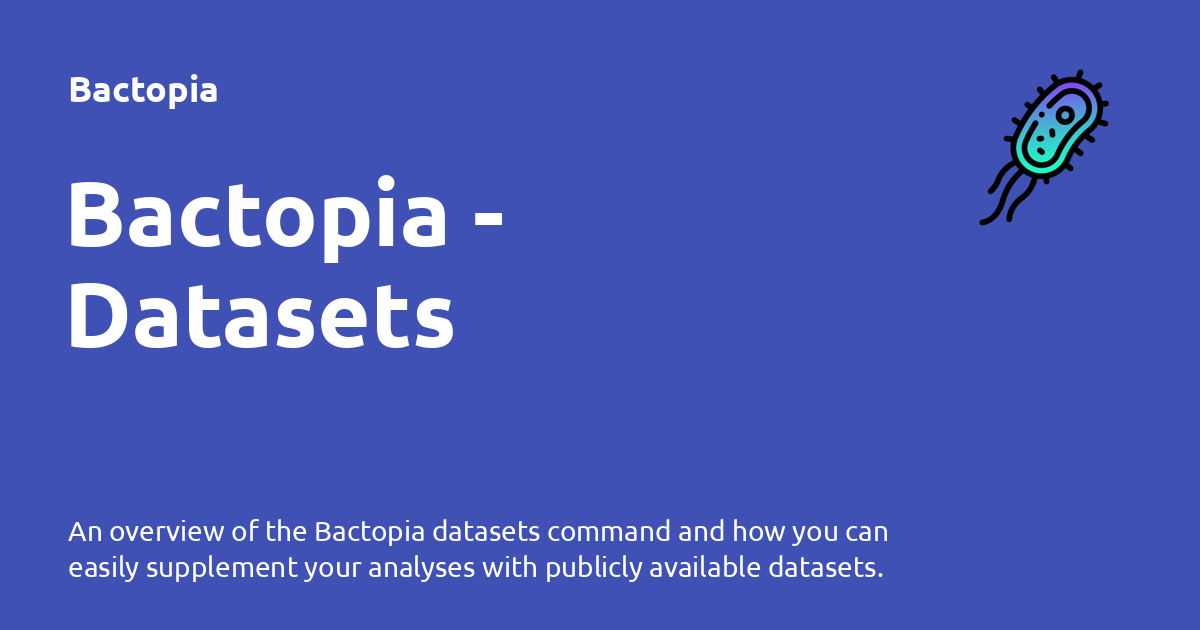 Bactopia
Bactopia -
Datasets
An overview of the Bactopia datasets command and how you can
easily supplement your analyses with publicly available datasets.